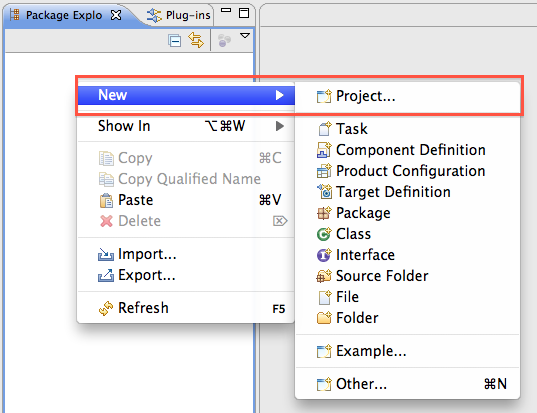 Package Explo
Plug-ins
New
Show In ⌥⌘W
Copy ⌘C
Copy Qualified Name
Paste ⌘V
Delete ⌦
Import...
Export...
Refresh F5
Project...
Task
Component Definition
Product Configuration
Target Definition
Package
Class
Interface
Source Folder
File
Folder
Example...
Other... ⌘N